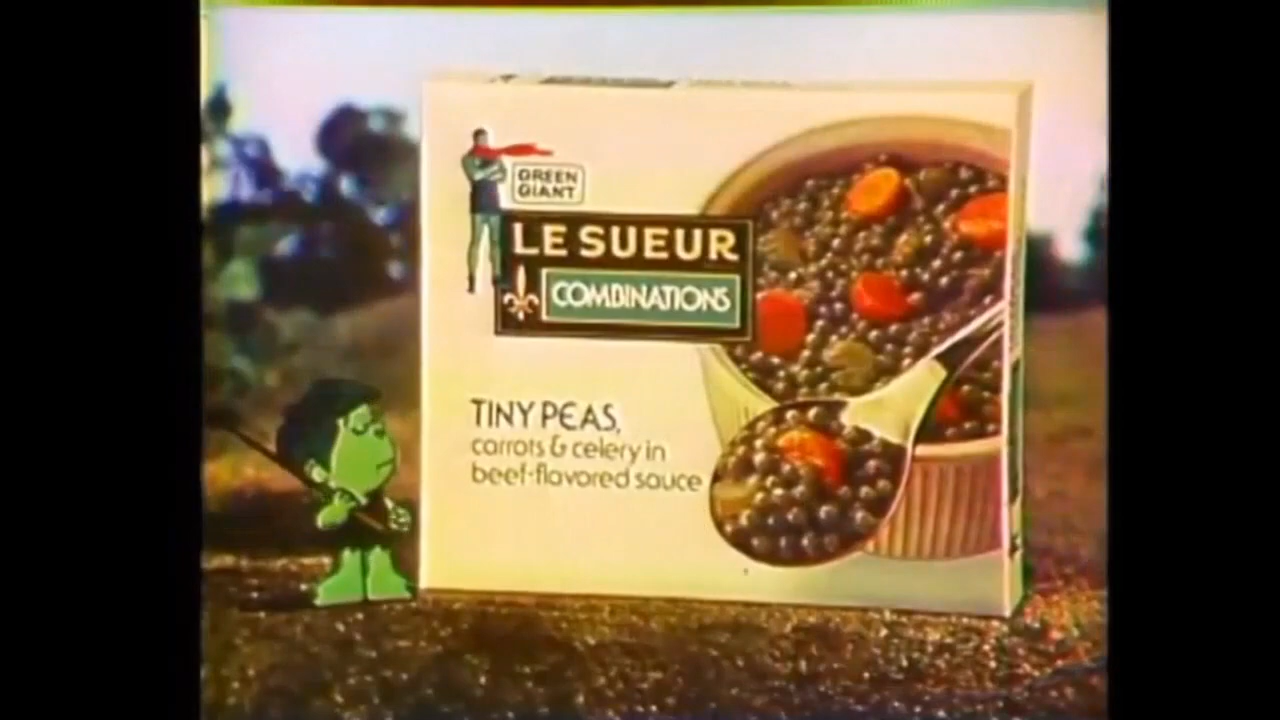 GREEN
GIANT
LE SUEUR
COMBINATIONS
TINY PEAS,
carrots & celery in
beef-flavored sauce